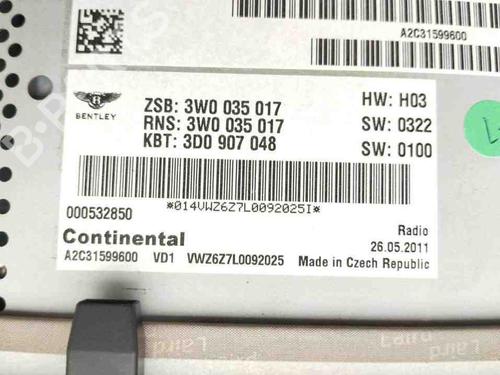 A2C31599600
BENTLEY
ZSB: 3W0 035 017
HW: H03
RNS: 3W0 035 017
SW: 0322
KBT: 3D0 907 048
SW: 0100
000532850
*014VWZ6Z7L0092025I*
Radio
Continental
26.05.2011
A2C31599600 VD1 VWZ6Z7L0092025 Made in Czech Republic
Laird